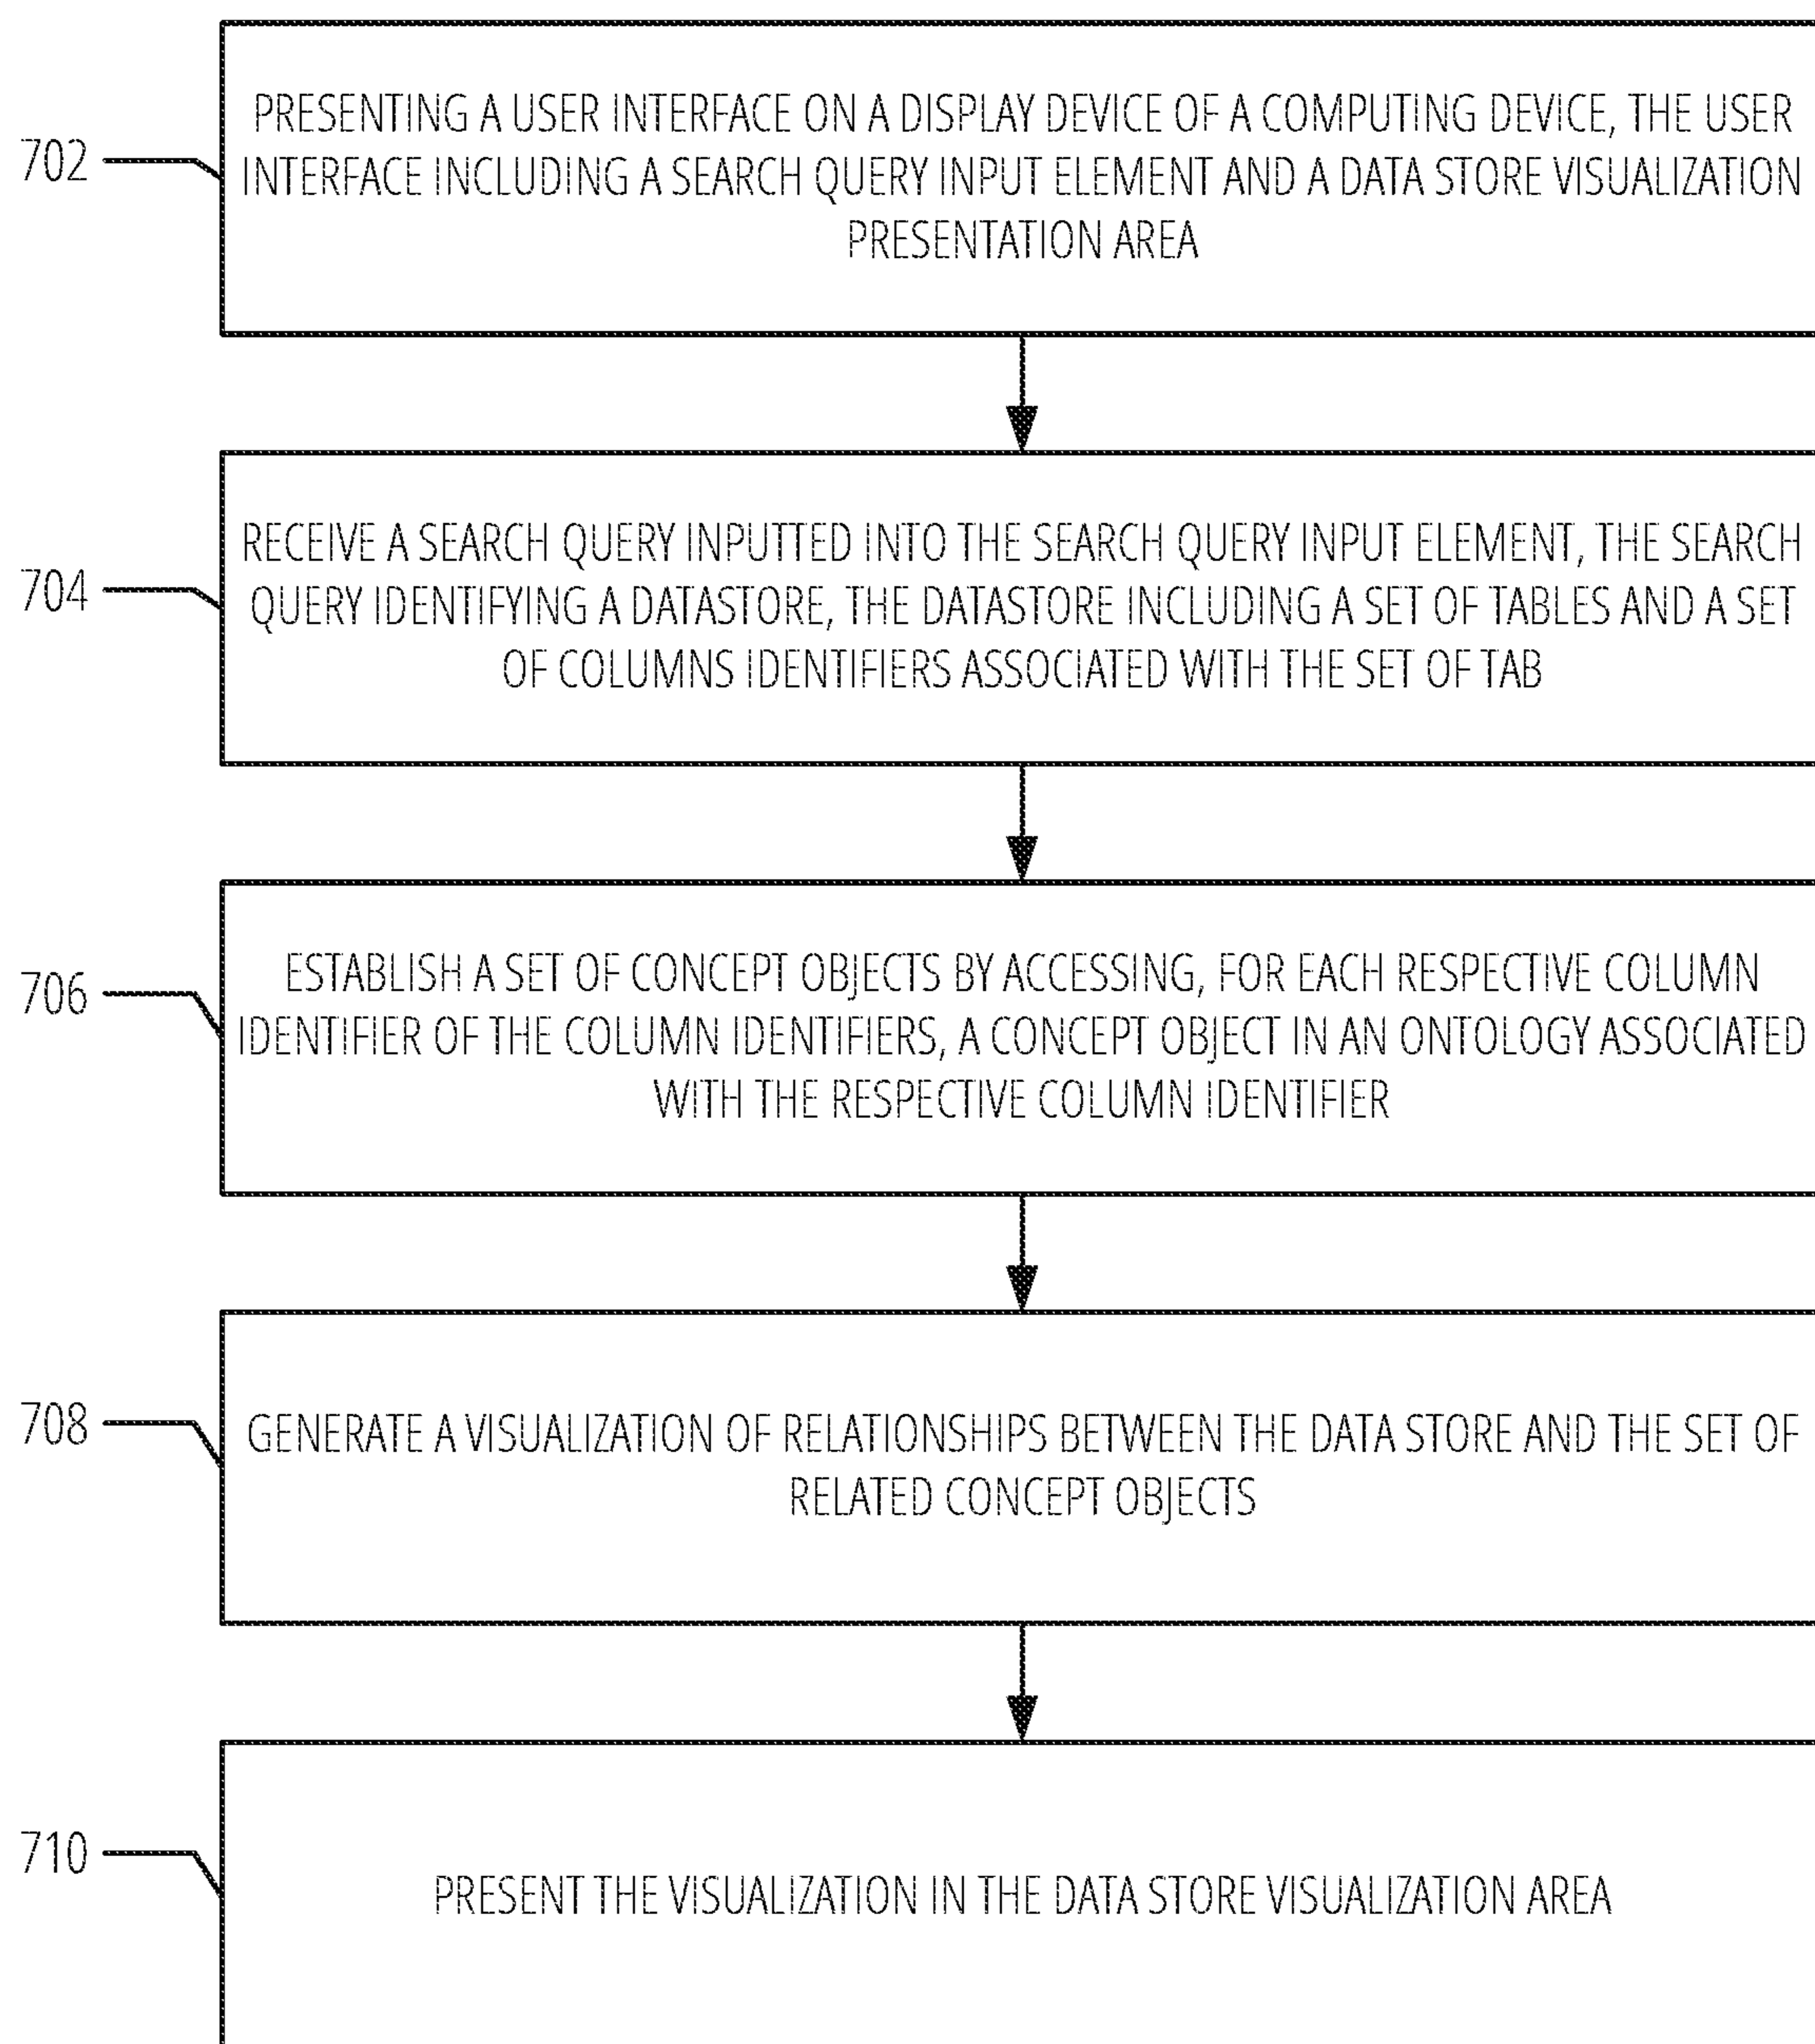 702
PRESENTING A USER INTERFACE ON A DISPLAY DEVICE OF A COMPUTING DEVICE, THE USER
INTERFACE INCLUDING A SEARCH QUERY INPUT ELEMENT AND A DATA STORE VISUALIZATION
PRESENTATION AREA
704
RECEIVE A SEARCH QUERY INPUTTED INTO THE SEARCH QUERY INPUT ELEMENT, THE SEARCH
QUERY IDENTIFYING A DATASTORE, THE DATASTORE INCLUDING A SET OF TABLES AND A SET
OF COLUMNS IDENTIFIERS ASSOCIATED WITH THE SET OF TAB
706
ESTABLISH A SET OF CONCEPT OBJECTS BY ACCESSING, FOR EACH RESPECTIVE COLUMN
IDENTIFIER OF THE COLUMN IDENTIFIERS, A CONCEPT OBJECT IN AN ONTOLOGY ASSOCIATED
WITH THE RESPECTIVE COLUMN IDENTIFIER
708
GENERATE A VISUALIZATION OF RELATIONSHIPS BETWEEN THE DATA STORE AND THE SET OF
RELATED CONCEPT OBJECTS
710
PRESENT THE VISUALIZATION IN THE DATA STORE VISUALIZATION AREA